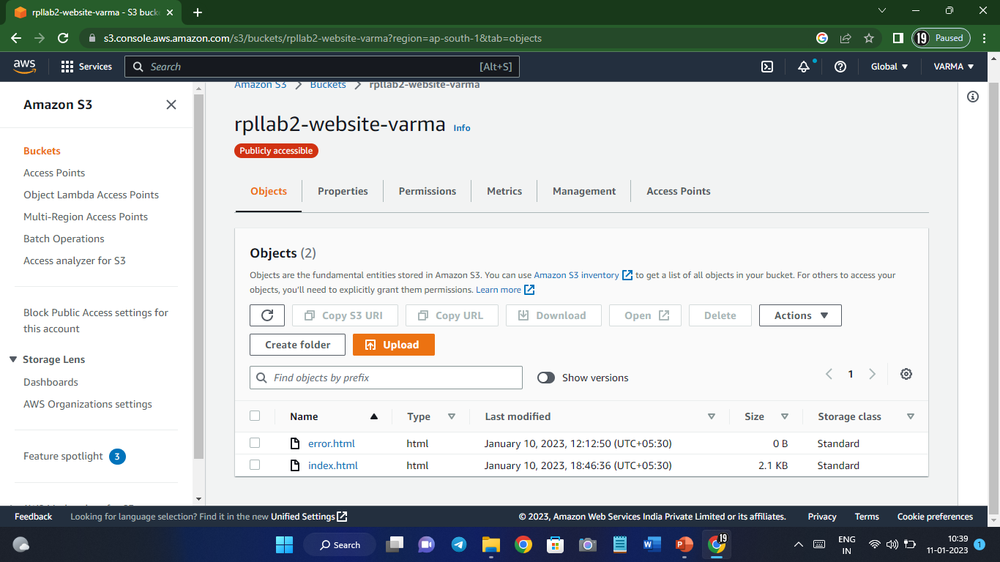 rpllab2-website-varma - S3 buck
s3.console.aws.amazon.com/s3/buckets/rpllab2-website-varma?region=ap-south-1&tab=objects
19 Paused
aws
Services
Search [Alt+S]
Global
VARMA
Amazon S3
Buckets
Access Points
Object Lambda Access Points
Multi-Region Access Points
Batch Operations
Access analyzer for S3
Block Public Access settings for
this account
Storage Lens
Dashboards
AWS Organizations settings
Feature spotlight 3
Amazon S3 > Buckets > rpllab2-website-varma
rpllab2-website-varma Info
Publicly accessible
Objects Properties Permissions Metrics Management Access Points
Objects (2)
Objects are the fundamental entities stored in Amazon S3. You can use Amazon S3 inventory to get a list of all objects in your bucket. For others to access your
objects, you'll need to explicitly grant them permissions. Learn more
Copy S3 URI Copy URL Download Open Delete Actions
Create folder Upload
Find objects by prefix Show versions 1
Name Type Last modified Size Storage class
error.html html January 10, 2023, 12:12:50 (UTC+05:30) 0 B Standard
index.html html January 10, 2023, 18:46:36 (UTC+05:30) 2.1 KB Standard
Feedback Looking for language selection? Find it in the new Unified Settings © 2023, Amazon Web Services India Private Limited or its affiliates. Privacy Terms Cookie preferences
Search
19
ENG
IN
10:39
11-01-2023
1